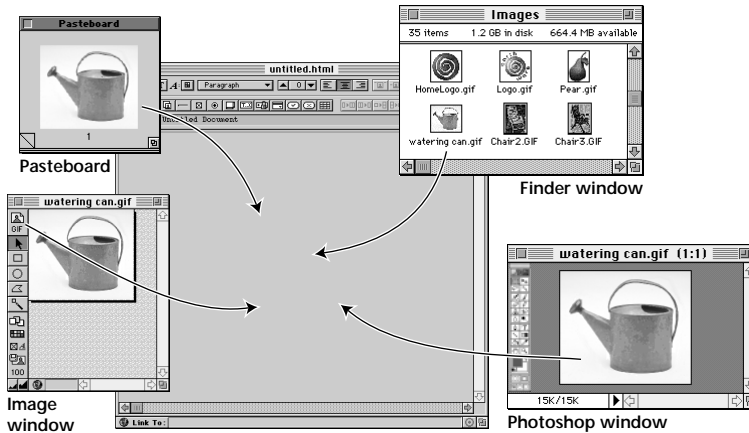 Pasteboard
1
Pasteboard
untitled.html
Paragraph
0
Untitled Document
Link To:
Images
35 items 1.2 GB in disk 664.4 MB available
HomeLogo.gif Logo.gif Pear.gif
watering can.gif Chair2.GIF Chair3.GIF
Finder window
watering can.gif
GIF
100
Image
window
watering can.gif (1:1)
15K/15K
Photoshop window